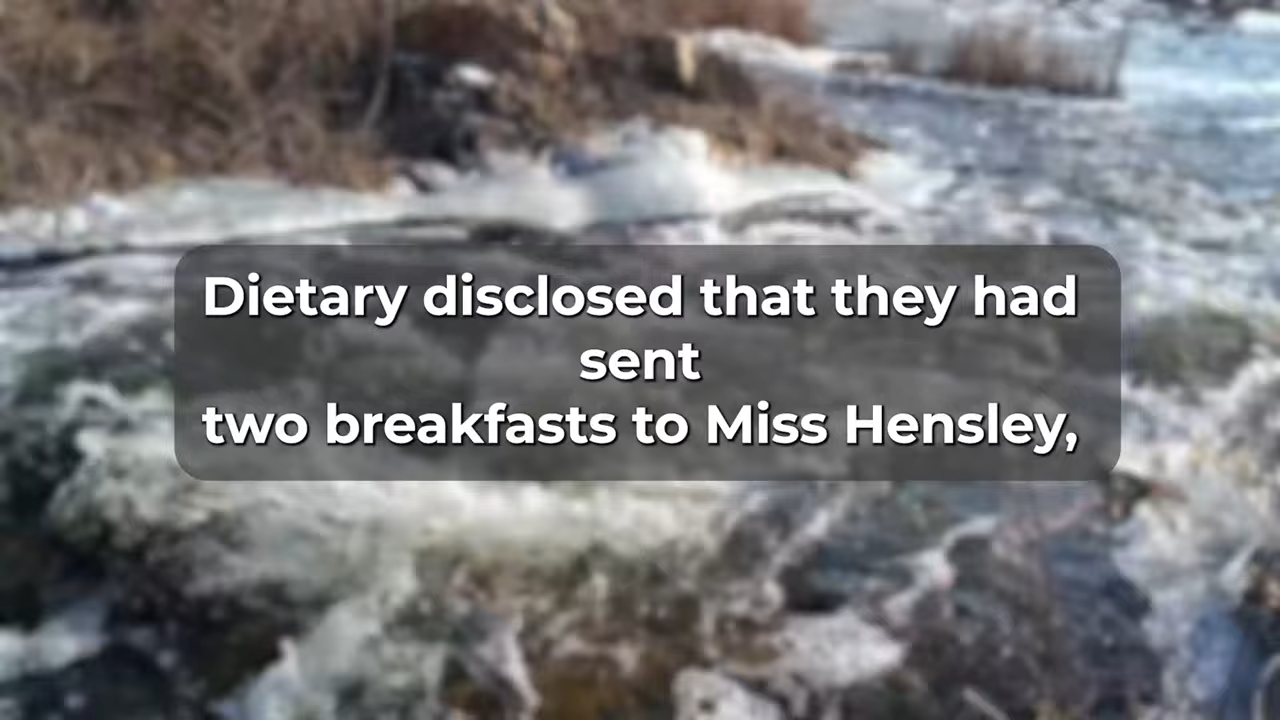 Dietary disclosed that they had
sent
two breakfasts to Miss Hensley,